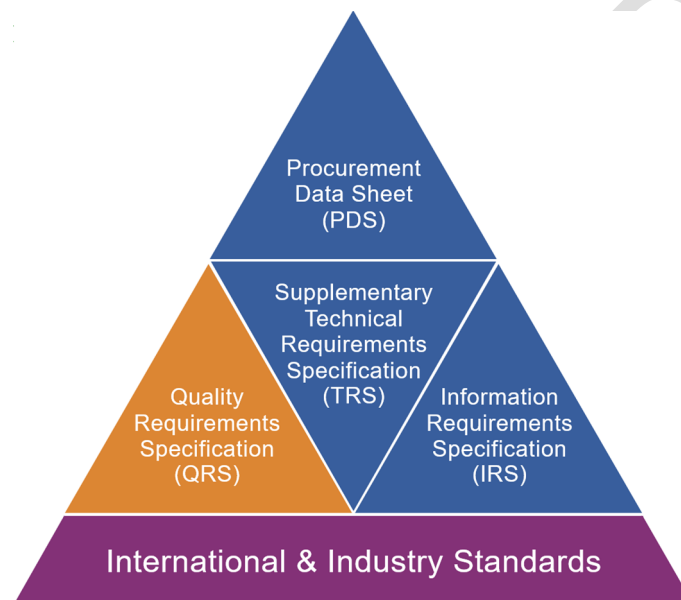 Procurement
Data Sheet
(PDS)
Supplementary
Technical
Requirements
Specification
(TRS)
Quality
Requirements
Specification
(QRS)
Information
Requirements
Specification
(IRS)
International & Industry Standards